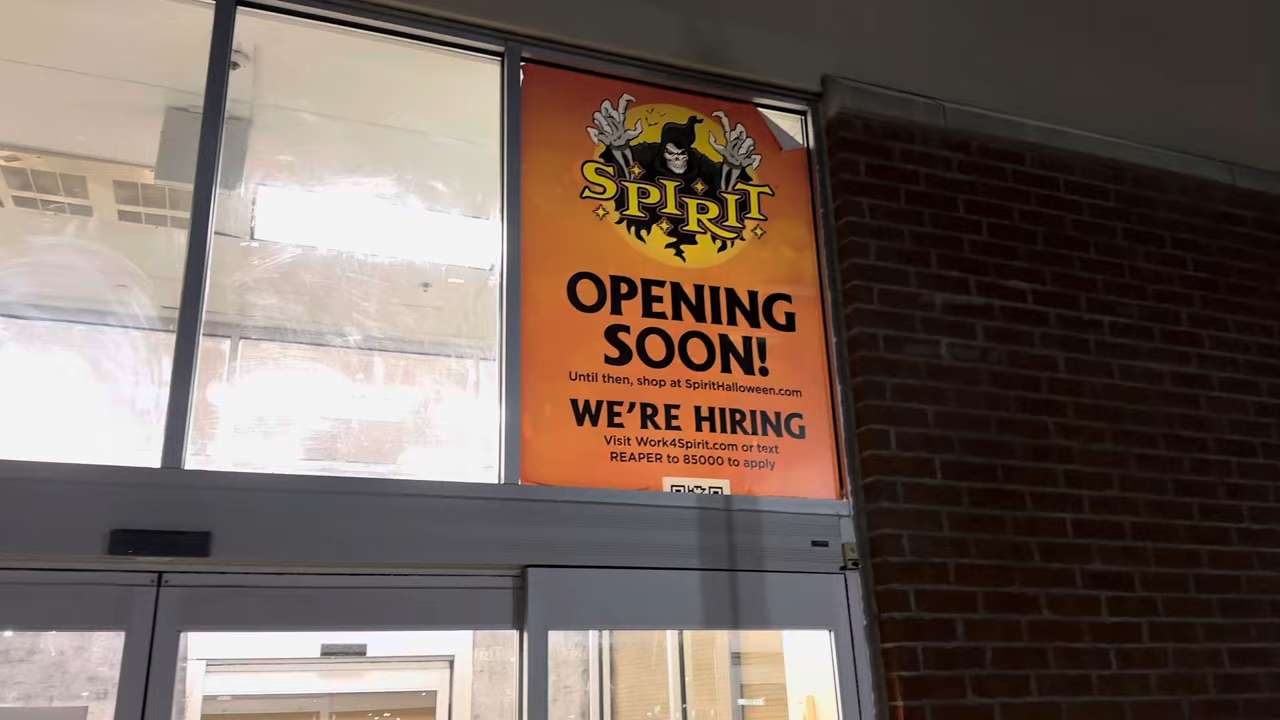 SPIRIT
OPENING
SOON!
Until then, shop at SpiritHalloween.com
WE'RE HIRING
Visit Work4Spirit.com or text
REAPER to 85000 to apply